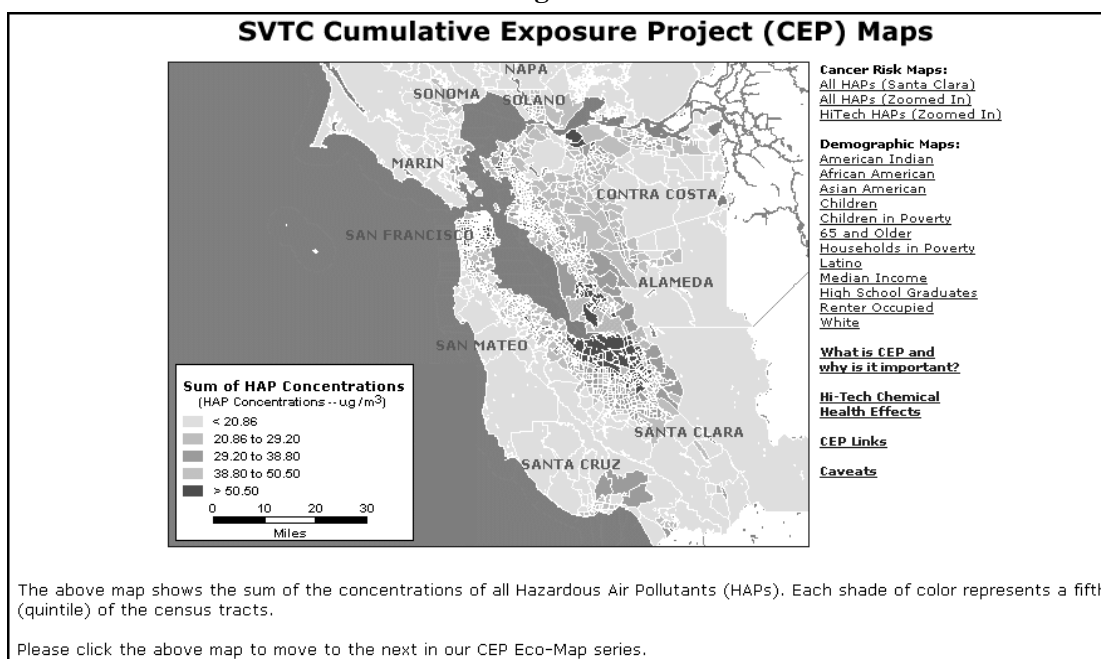 SVTC Cumulative Exposure Project (CEP) Maps
NAPA
SONOMA
SOLANO
MARIN
CONTRA COSTA
SAN FRANCISCO
ALAMEDA
SAN MATEO
SANTA CLARA
SANTA CRUZ
Sum of HAP Concentrations
(HAP Concentrations -- ug/m3)
< 20.86
20.86 to 29.20
29.20 to 38.80
38.80 to 50.50
> 50.50
0 10 20 30
Miles
Cancer Risk Maps:
All HAPs (Santa Clara)
All HAPs (Zoomed In)
HiTech HAPs (Zoomed In)
Demographic Maps:
American Indian
African American
Asian American
Children
Children in Poverty
65 and Older
Households in Poverty
Latino
Median Income
High School Graduates
Renter Occupied
White
What is CEP and
why is it important?
Hi-Tech Chemical
Health Effects
CEP Links
Caveats
The above map shows the sum of the concentrations of all Hazardous Air Pollutants (HAPs). Each shade of color represents a fifth
(quintile) of the census tracts.
Please click the above map to move to the next in our CEP Eco-Map series.